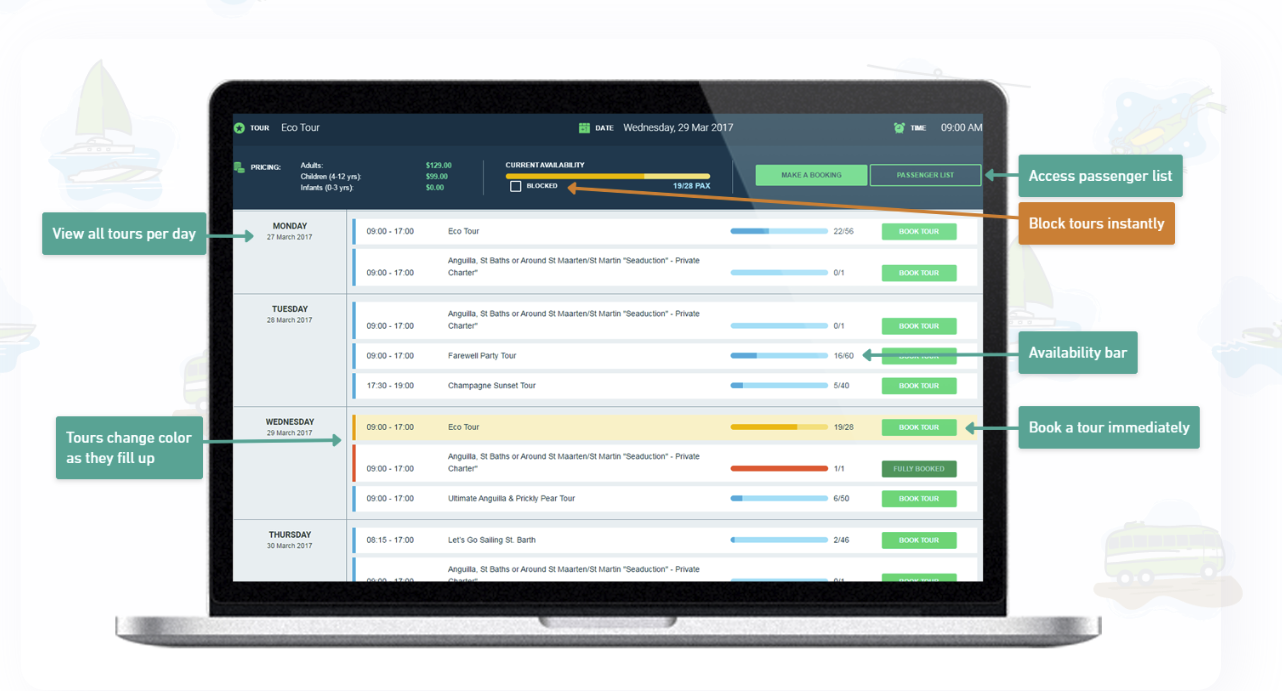 TOUR Eco Tour
DATE Wednesday, 29 Mar 2017
TIME 09:00 AM
PRICING:
Adults: $129.00
Children (4-12 yrs): $99.00
Infants (0-3 yrs): $0.00
CURRENT AVAILABILITY
BLOCKED
19/28 PAX
MAKE A BOOKING
PASSENGER LIST
Access passenger list
Block tours instantly
View all tours per day
MONDAY
27 March 2017
09:00 - 17:00 Eco Tour 22/56 BOOK TOUR
Anguilla, St Baths or Around St Maarten/St Martin "Seaduction" - Private
09:00 - 17:00 Charter" 0/1 BOOK TOUR
TUESDAY
28 March 2017
Anguilla, St Baths or Around St Maarten/St Martin "Seaduction" - Private
09:00 - 17:00 Charter" 0/1 BOOK TOUR
Availability bar
09:00 - 17:00 Farewell Party Tour 16/60 BOOK TOUR
17:30 - 19:00 Champagne Sunset Tour 5/40 BOOK TOUR
Tours change color
as they fill up
WEDNESDAY
29 March 2017
09:00 - 17:00 Eco Tour 19/28 BOOK TOUR
Book a tour immediately
Anguilla, St Baths or Around St Maarten/St Martin "Seaduction" - Private
09:00 - 17:00 Charter" 1/1 FULLY BOOKED
09:00 - 17:00 Ultimate Anguilla & Prickly Pear Tour 6/50 BOOK TOUR
THURSDAY
30 March 2017
08:15 - 17:00 Let's Go Sailing St. Barth 2/46 BOOK TOUR
Anguilla, St Baths or Around St Maarten/St Martin "Seaduction" - Private
09:00 - 17:00 Charter" 0/1 BOOK TOUR